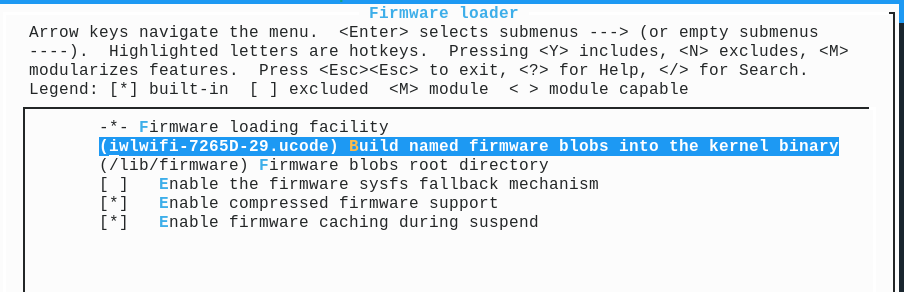 Firmware loader
Arrow keys navigate the menu.  <Enter> selects submenus ---> (or empty submenus
----).  Highlighted letters are hotkeys.  Pressing <Y> includes, <N> excludes, <M>
modularizes features.  Press <Esc><Esc> to exit, <?> for Help, </> for Search.
Legend: [*] built-in  [ ] excluded  <M> module  < > module capable
-*- Firmware loading facility
(iwlwifi-7265D-29.ucode) Build named firmware blobs into the kernel binary
(/lib/firmware) Firmware blobs root directory
[ ]   Enable the firmware sysfs fallback mechanism
[*]   Enable compressed firmware support
[*]   Enable firmware caching during suspend